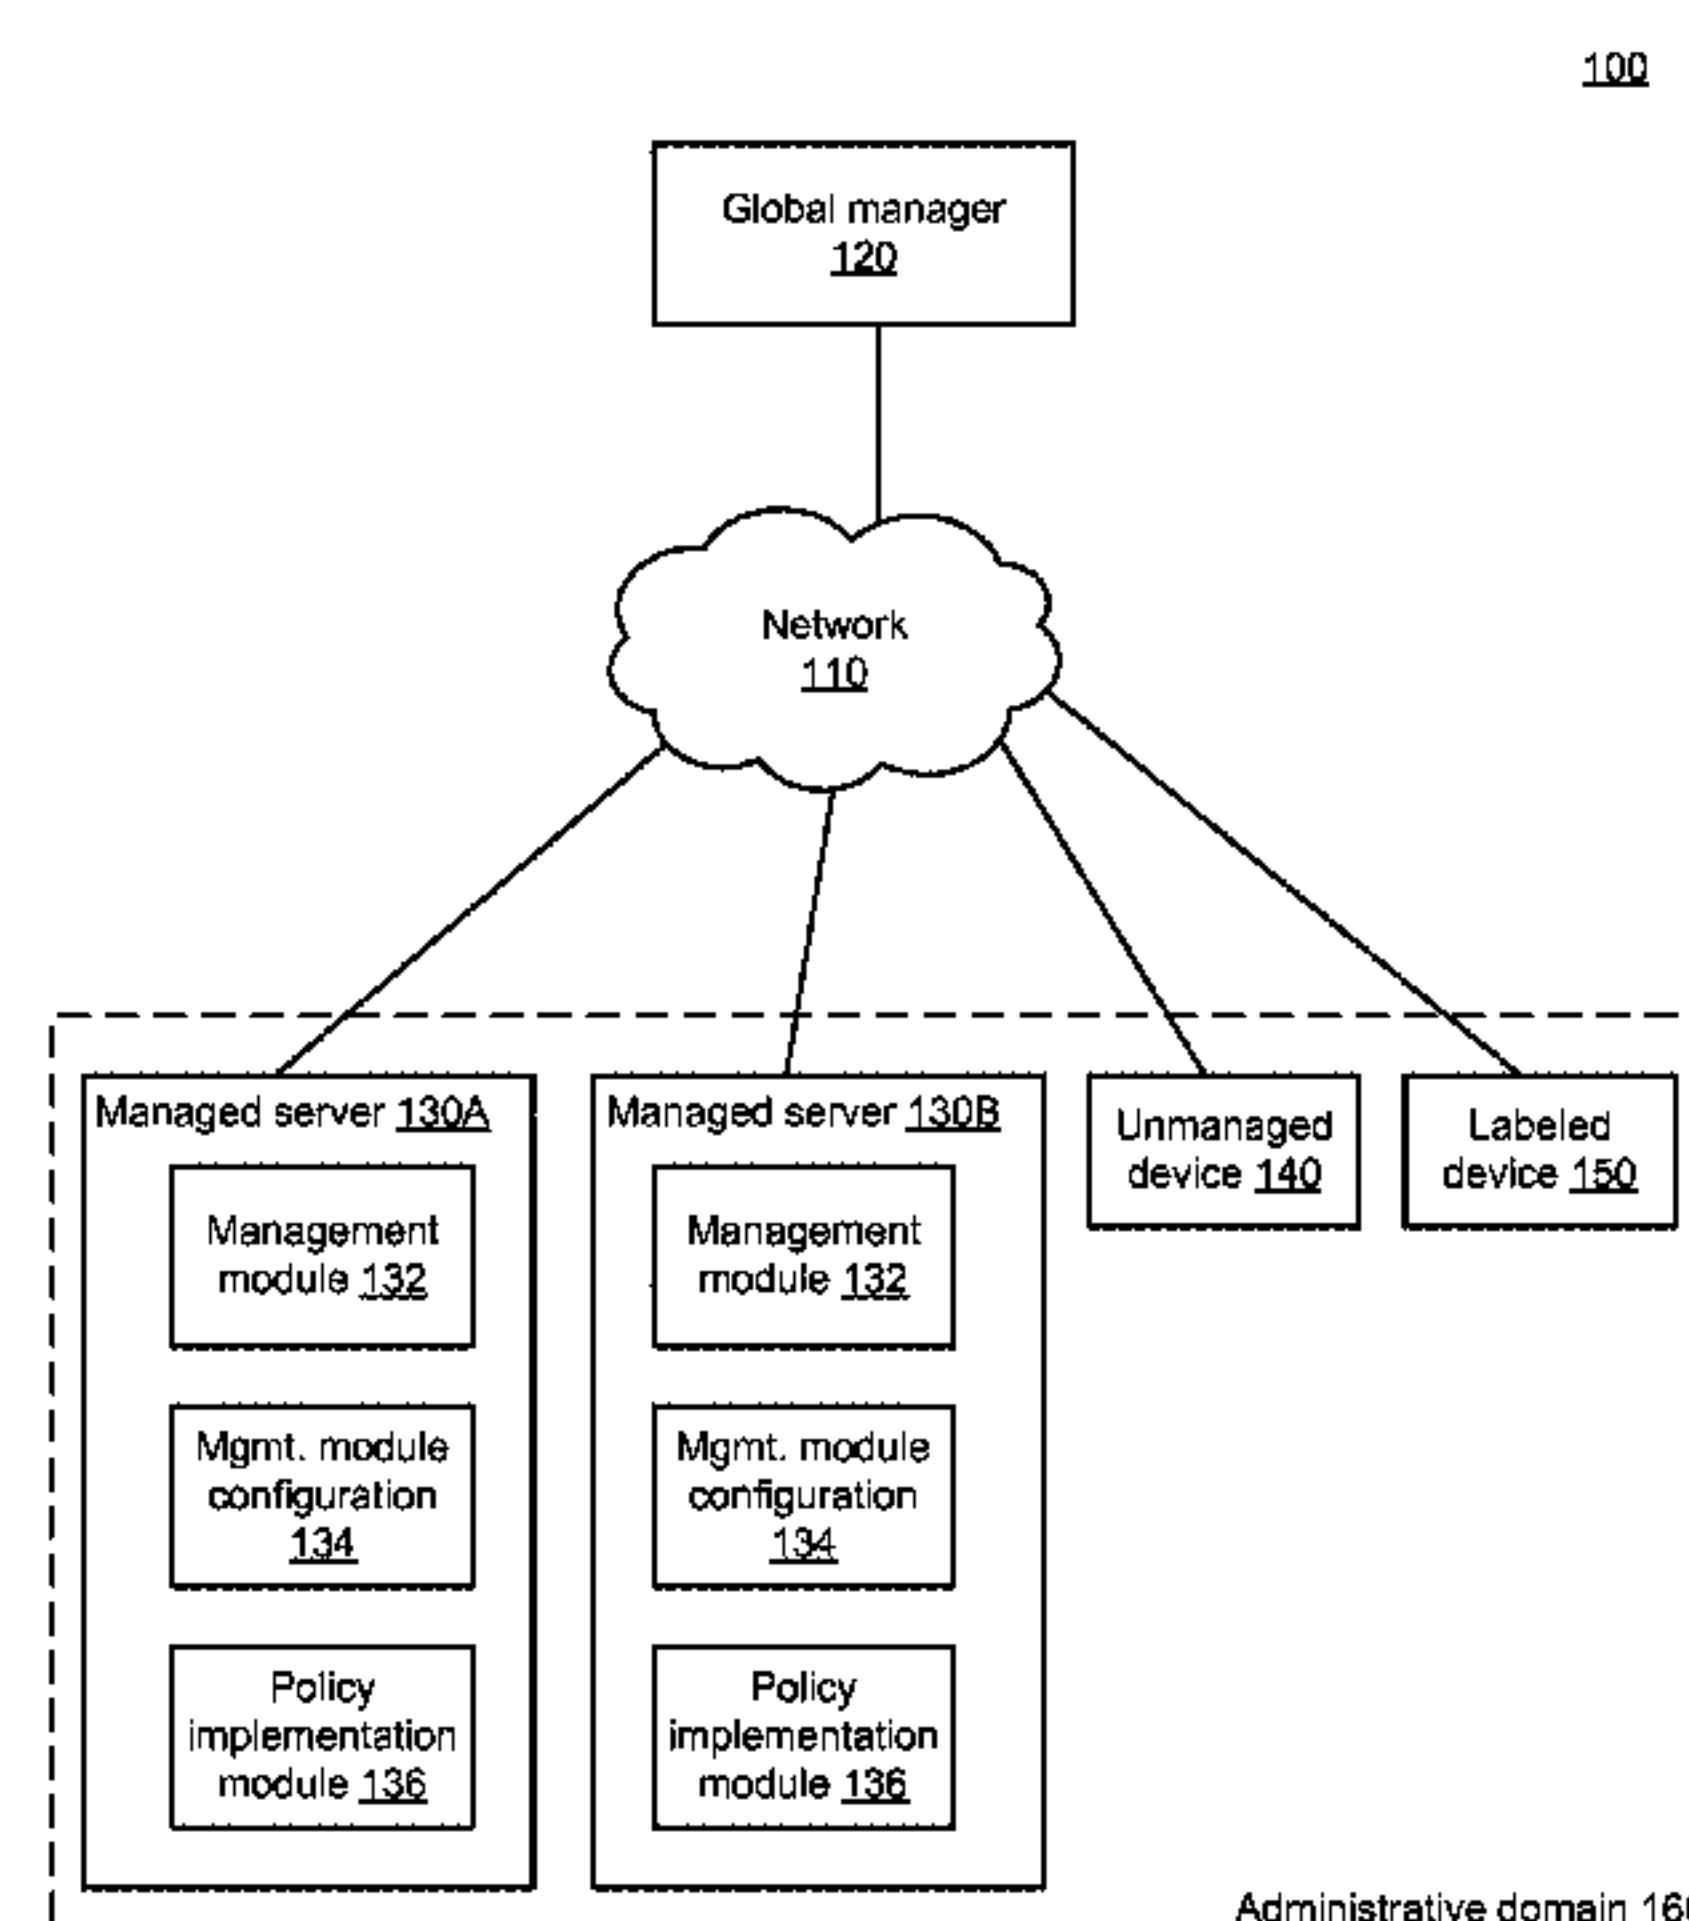 100
Global manager
120
Network
110
Managed server 130A
Management
module 132
Mgmt. module
configuration
134
Policy
implementation
module 136
Managed server 130B
Management
module 132
Mgmt. module
configuration
134
Policy
implementation
module 136
Unmanaged
device 140
Labeled
device 150
Administrative domain